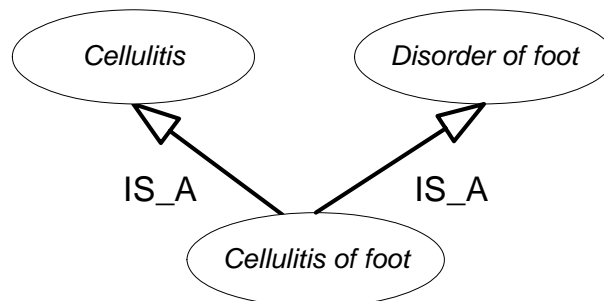 Cellulitis
Disorder of foot
IS_A
IS_A
Cellulitis of foot